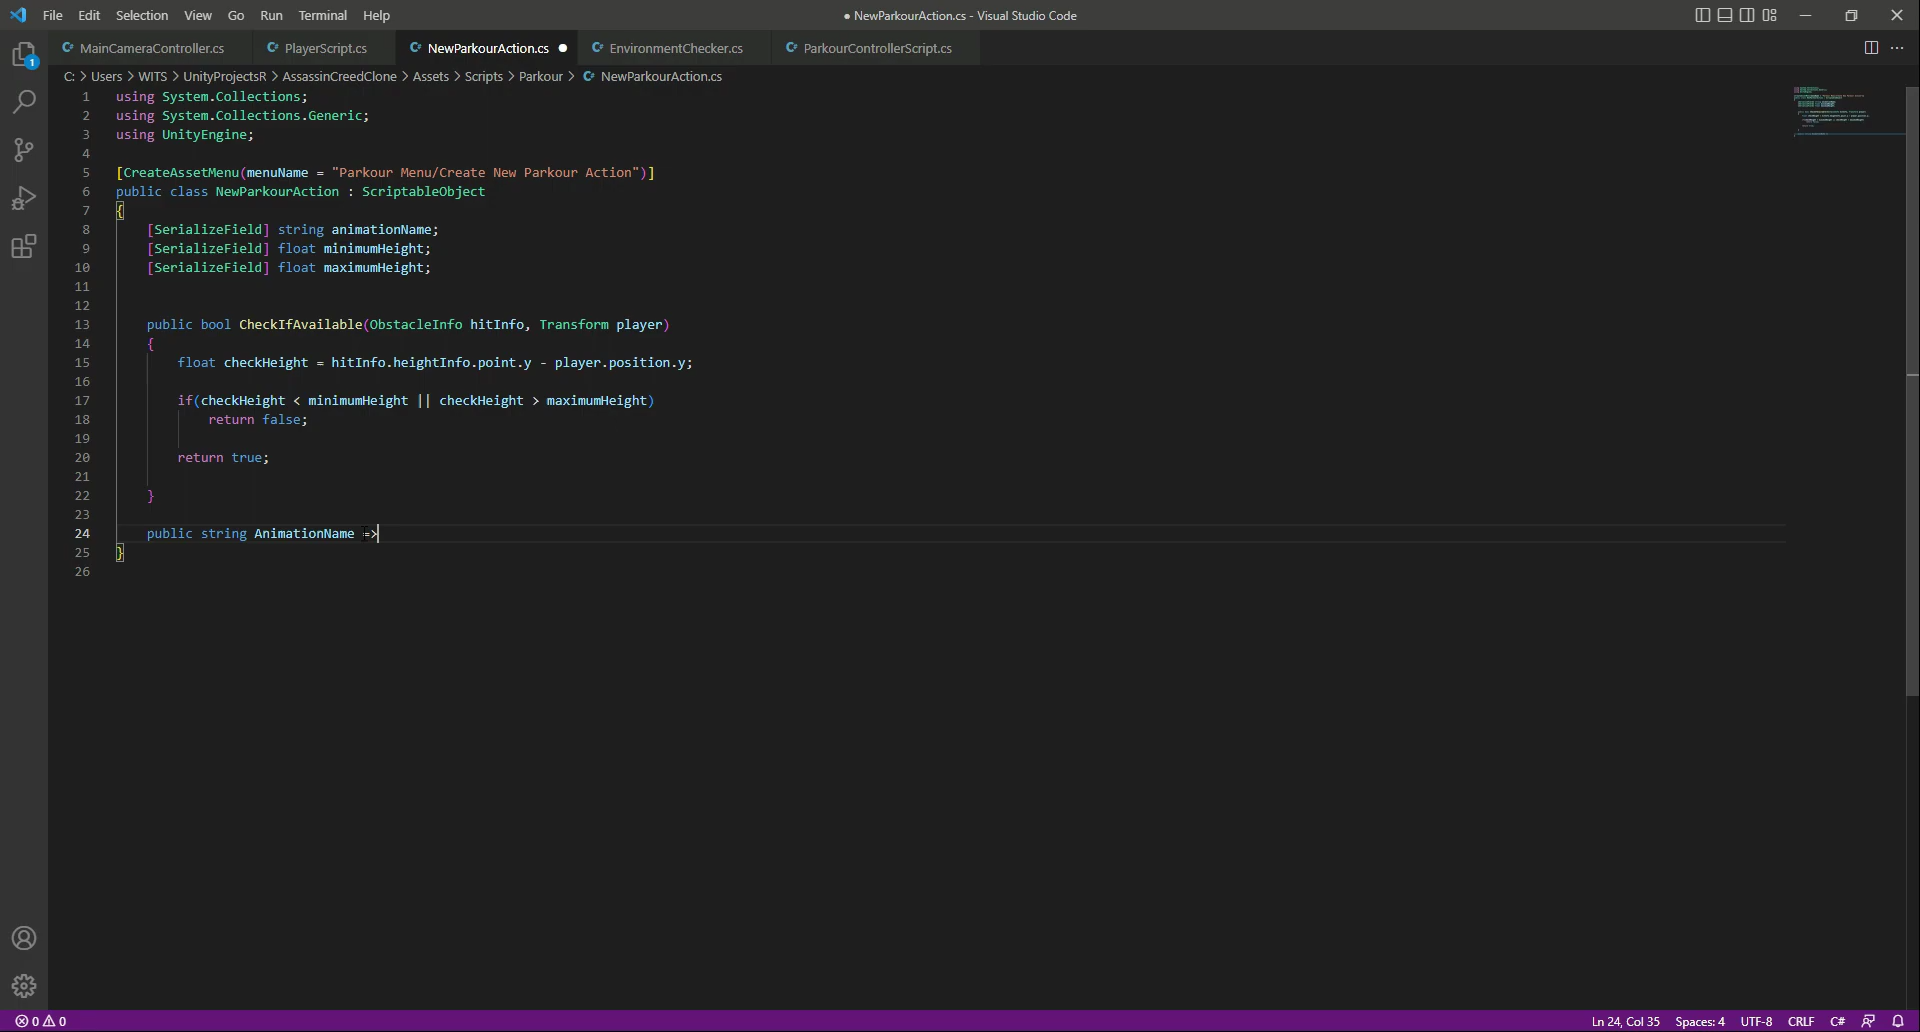 File Edit Selection View Go Run Terminal Help ● NewParkourAction.cs - Visual Studio Code
MainCameraController.cs PlayerScript.cs NewParkourAction.cs ● EnvironmentChecker.cs ParkourControllerScript.cs
C: > Users > WITS > UnityProjectsR > AssassinCreedClone > Assets > Scripts > Parkour > NewParkourAction.cs
1 using System.Collections;
2 using System.Collections.Generic;
3 using UnityEngine;
4
5 [CreateAssetMenu(menuName = "Parkour Menu/Create New Parkour Action")]
6 public class NewParkourAction : ScriptableObject
7 {
8 [SerializeField] string animationName;
9 [SerializeField] float minimumHeight;
10 [SerializeField] float maximumHeight;
11
12
13 public bool CheckIfAvailable(ObstacleInfo hitInfo, Transform player)
14 {
15 float checkHeight = hitInfo.heightInfo.point.y - player.position.y;
16
17 if(checkHeight < minimumHeight || checkHeight > maximumHeight)
18 return false;
19
20 return true;
21
22 }
23
24 public string AnimationName =>
25 }
26
1
0 0 Ln 24, Col 35 Spaces: 4 UTF-8 CRLF C#